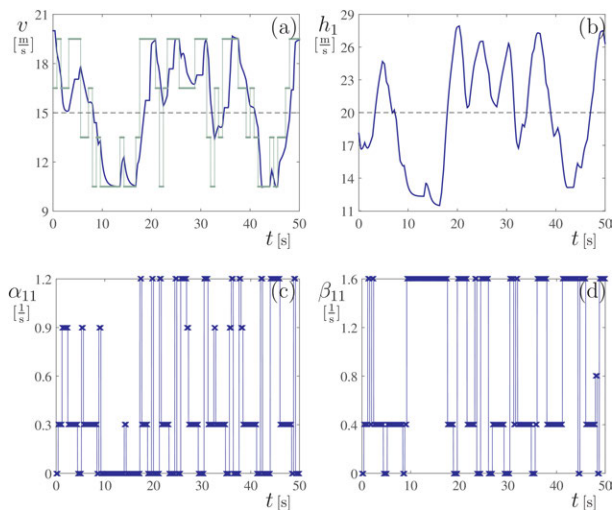 v [m/s] (a)
21
18
15
12
9
0 10 20 30 40 50
t [s]
h₁ [m/s] (b)
29
26
23
20
17
14
11
0 10 20 30 40 50
t [s]
α₁₁ [1/s] (c)
1.2
0.9
0.6
0.3
0
0 10 20 30 40 50
t [s]
β₁₁ [1/s] (d)
1.6
1.2
0.8
0.4
0
0 10 20 30 40 50
t [s]